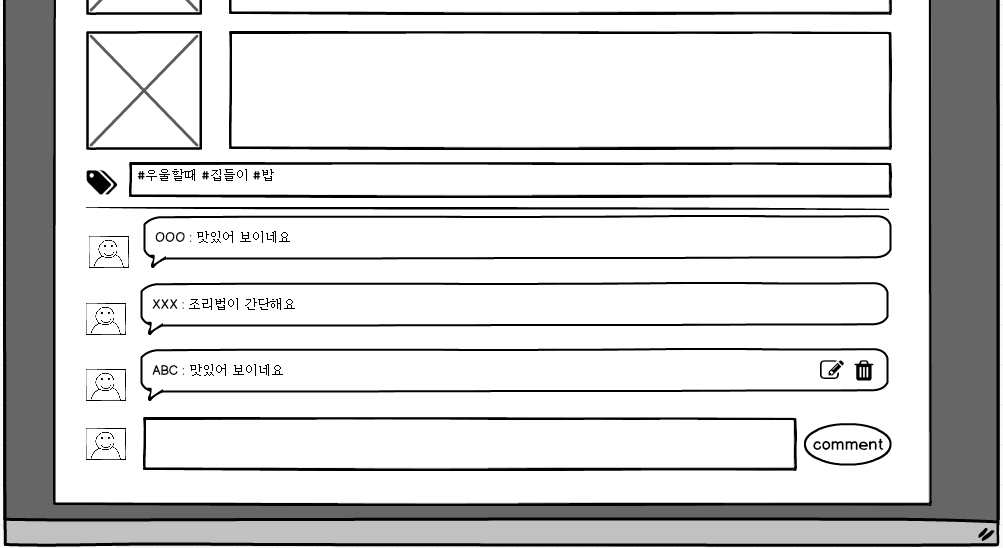 #우울할때 #집들이 #밥
OOO : 맛있어 보이네요
XXX : 조리법이 간단해요
ABC : 맛있어 보이네요
comment